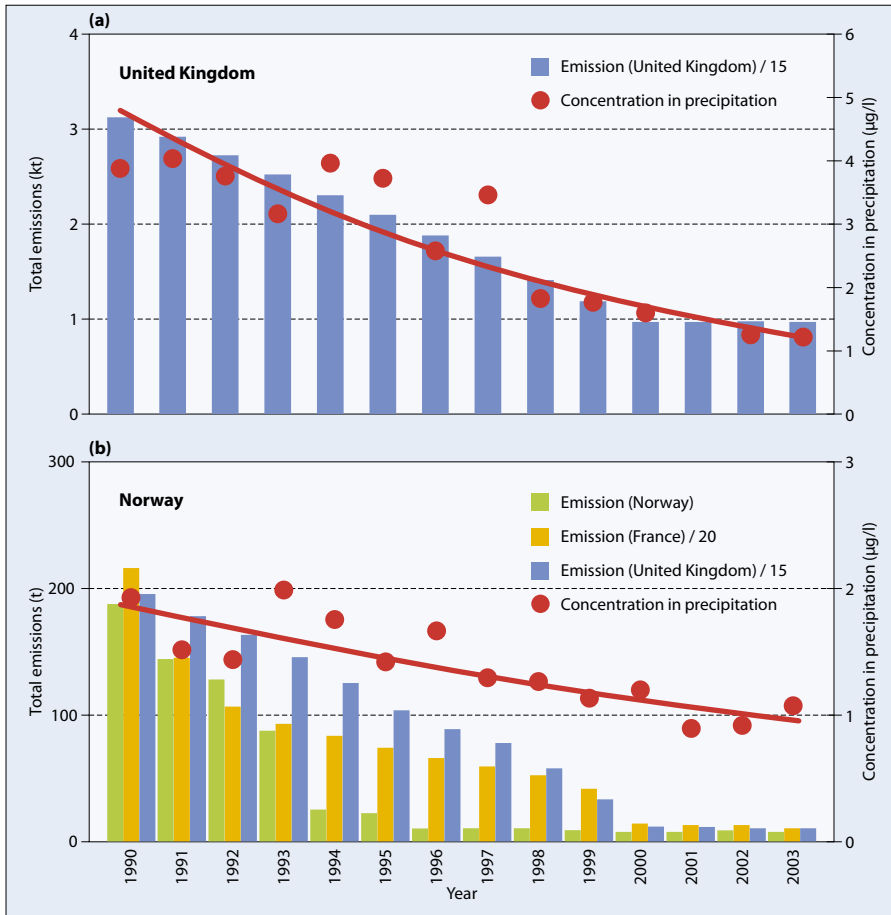 (a)
United Kingdom
Emission (United Kingdom) / 15
Concentration in precipitation
Total emissions (kt)
4
3
2
1
0
Concentration in precipitation (µg/l)
6
5
4
3
2
1
0
(b)
Norway
Emission (Norway)
Emission (France) / 20
Emission (United Kingdom) / 15
Concentration in precipitation
Total emissions (t)
300
200
100
0
Concentration in precipitation (µg/l)
3
2
1
0
1990
1991
1992
1993
1994
1995
1996
1997
1998
1999
2000
2001
2002
2003
Year